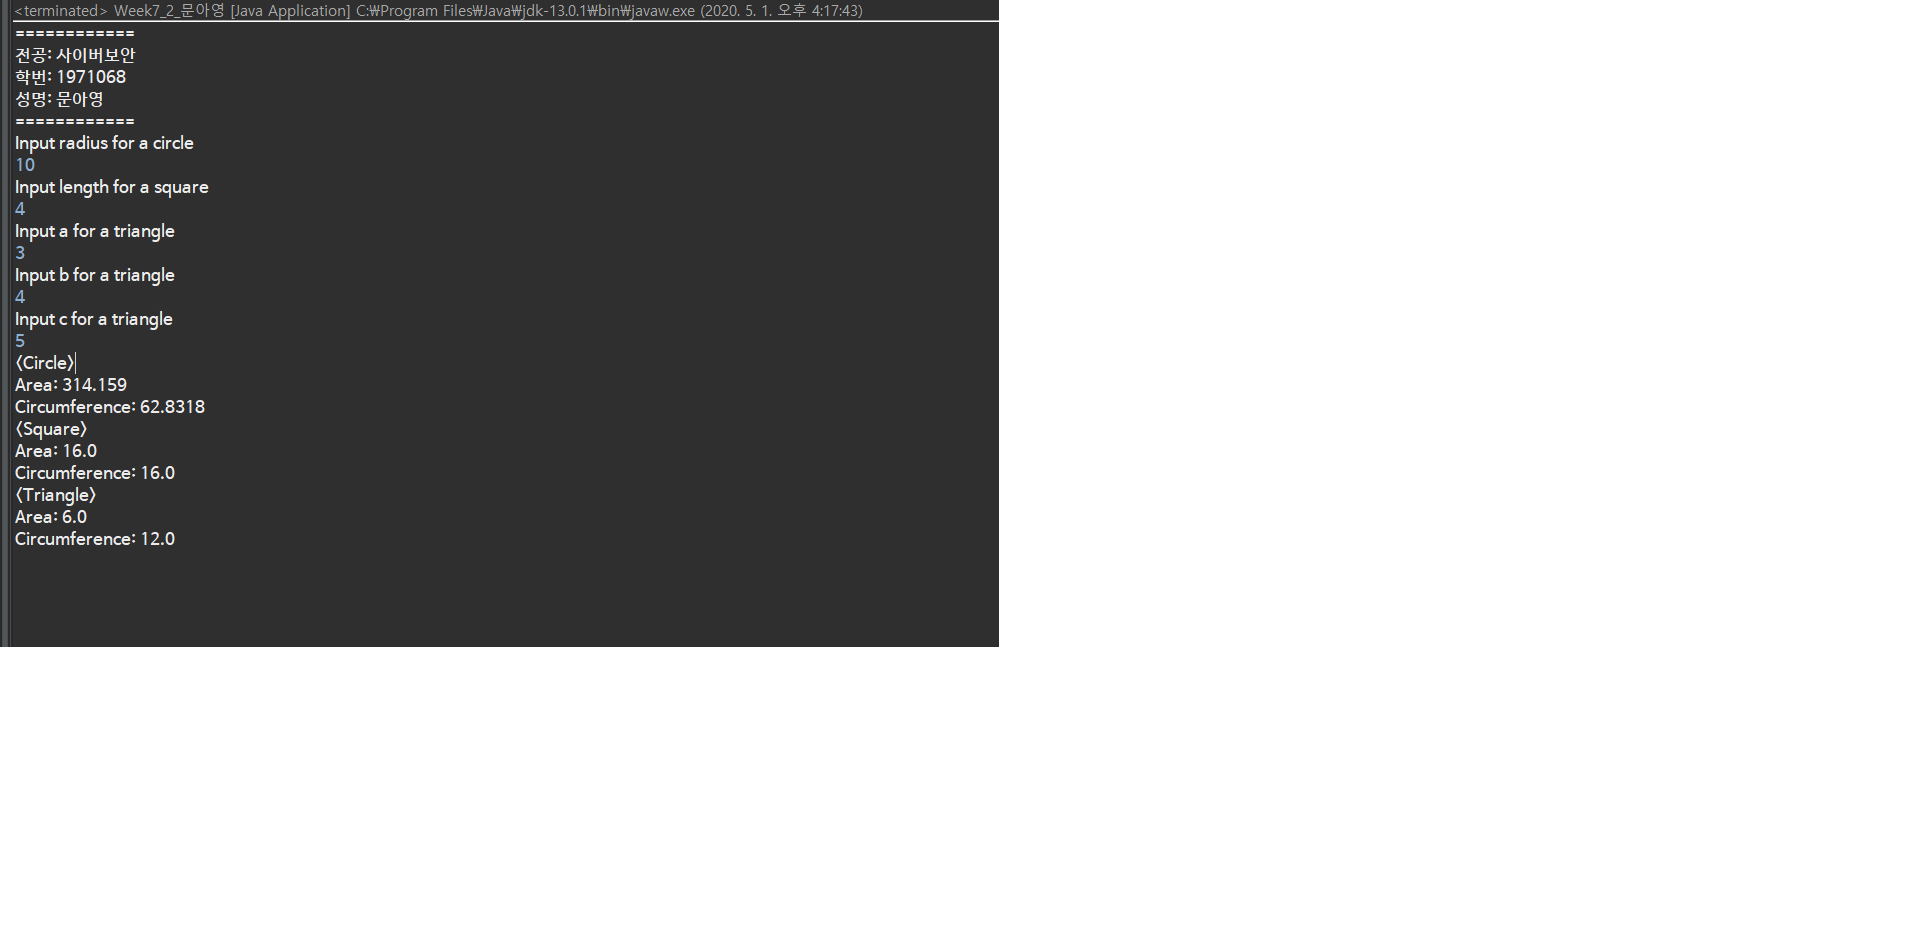 <terminated> Week7_2_문아영 [Java Application] C:₩Program Files₩Java₩jdk-13.0.1₩bin₩javaw.exe (2020. 5. 1. 오후 4:17:43)
============
전공: 사이버보안
학번: 1971068
성명: 문아영
============
Input radius for a circle
10
Input length for a square
4
Input a for a triangle
3
Input b for a triangle
4
Input c for a triangle
5
<Circle>
Area: 314.159
Circumference: 62.8318
<Square>
Area: 16.0
Circumference: 16.0
<Triangle>
Area: 6.0
Circumference: 12.0